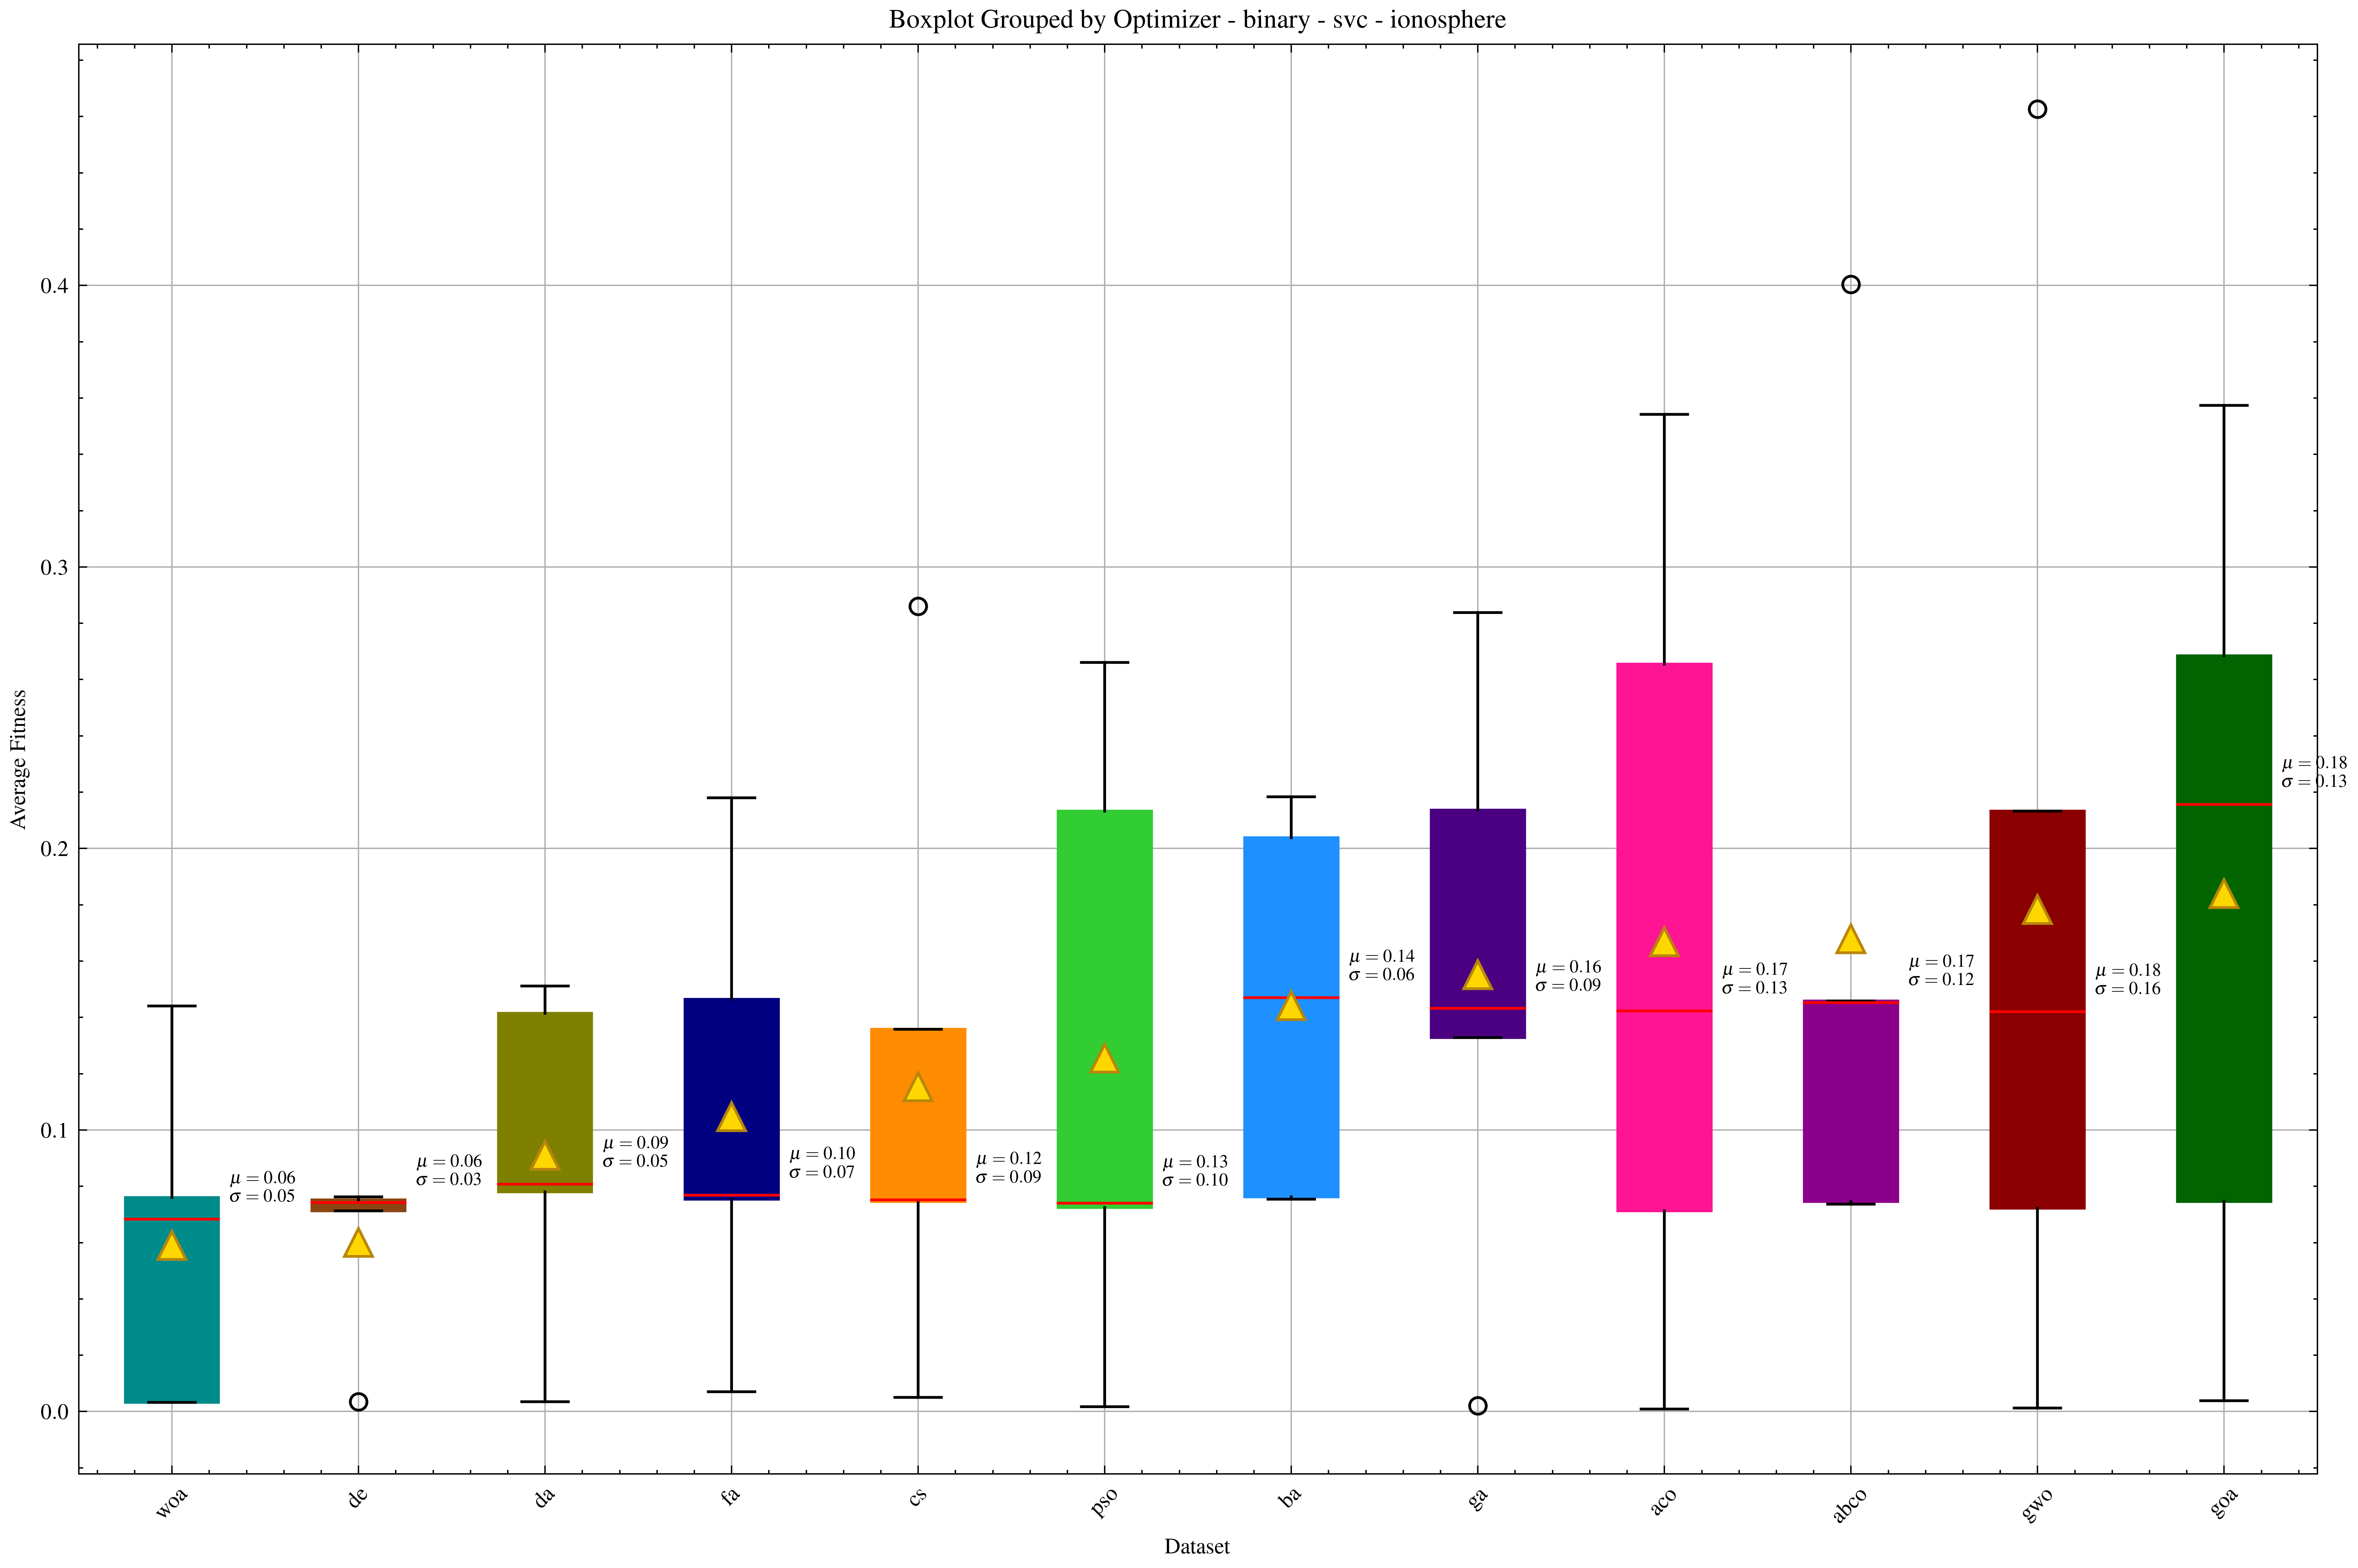 Boxplot Grouped by Optimizer - binary - svc - ionosphere
Average Fitness
0.4
0.3
0.2
0.1
0.0
μ = 0.06
σ = 0.05
μ = 0.06
σ = 0.03
μ = 0.09
σ = 0.05
μ = 0.10
σ = 0.07
μ = 0.12
σ = 0.09
μ = 0.13
σ = 0.10
μ = 0.14
σ = 0.06
μ = 0.16
σ = 0.09
μ = 0.17
σ = 0.13
μ = 0.17
σ = 0.12
μ = 0.18
σ = 0.16
μ = 0.18
σ = 0.13
woa
de
da
fa
cs
pso
ba
ga
aco
abco
gwo
goa
Dataset